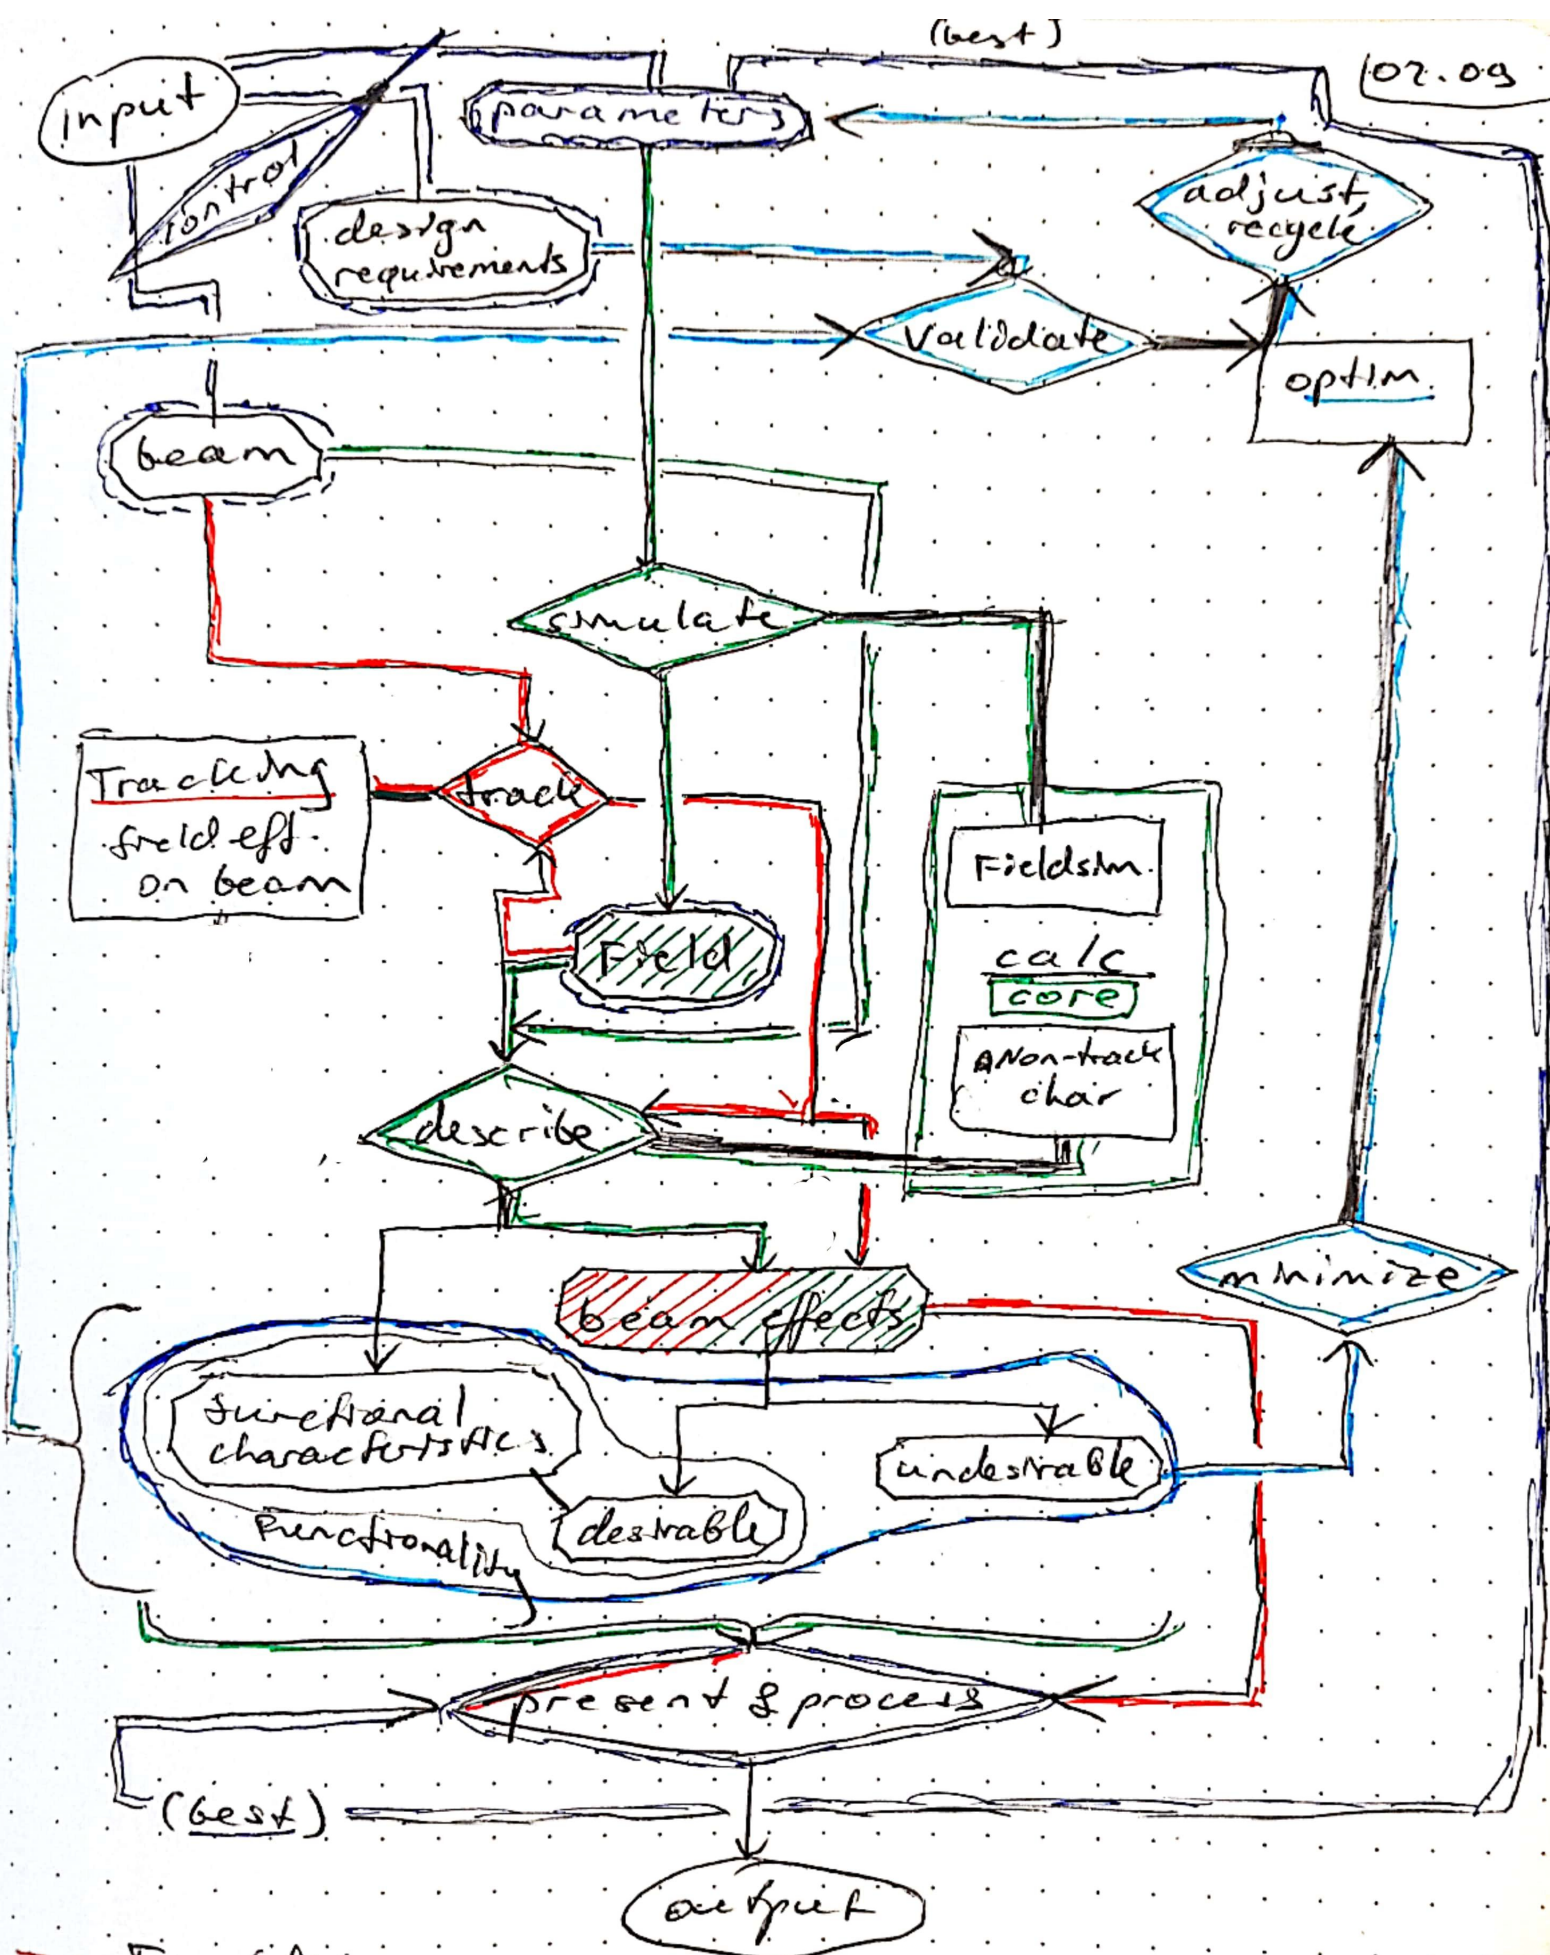 (best)
02.09
input
parameters
control
adjust,
recycle
design
requirements
validate
optim.
beam
simulate
Tracking
field eff.
on beam
track
Fieldsim.
Field
calc
core
Non-track
char
describe
minimize
beam effects
functional
characteristics
undesirable
desirable
Functionality
present & process
(best)
output